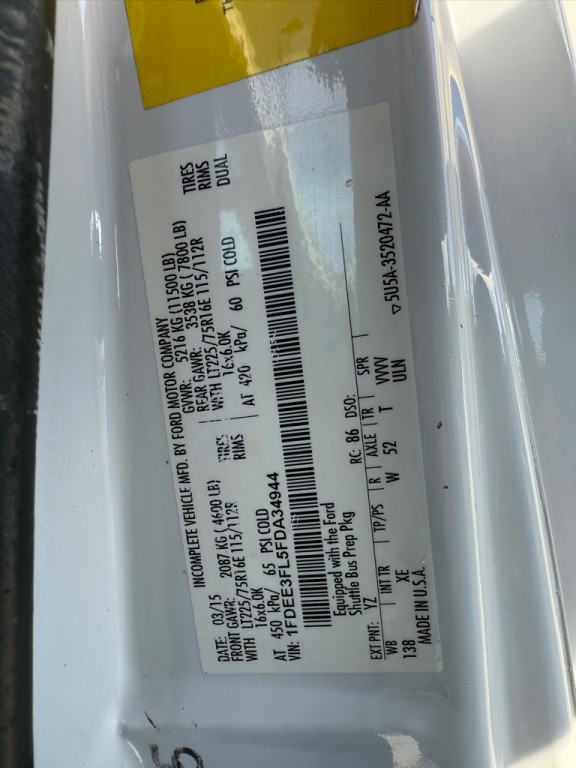 TH
INCOMPLETE VEHICLE MFD. BY FORD MOTOR COMPANY
DATE: 03/15 GVWR: 5216 KG (11500 LB)
FRONT GAWR: 2087 KG ( 4600 LB) REAR GAWR: 3538 KG ( 7800 LB)
WITH LT225/75R16E 115/112R TIRES WITH LT225/75R16E 115/112R TIRES
16x6.0K RIMS 16x6.0K RIMS
AT 450 kPa/ 65 PSI COLD AT 420 kPa/ 60 PSI COLD DUAL
VIN: 1FDEE3FL5FDA34944
Equipped with the Ford
Shuttle Bus Prep Pkg
RC: 86 DSO:
EXT PNT: YZ
WB INT TR TP/PS R AXLE TR SPR
138 XE W 52 T VVVV
MADE IN U.S.A. ULN
▽5U5A-3520472-AA